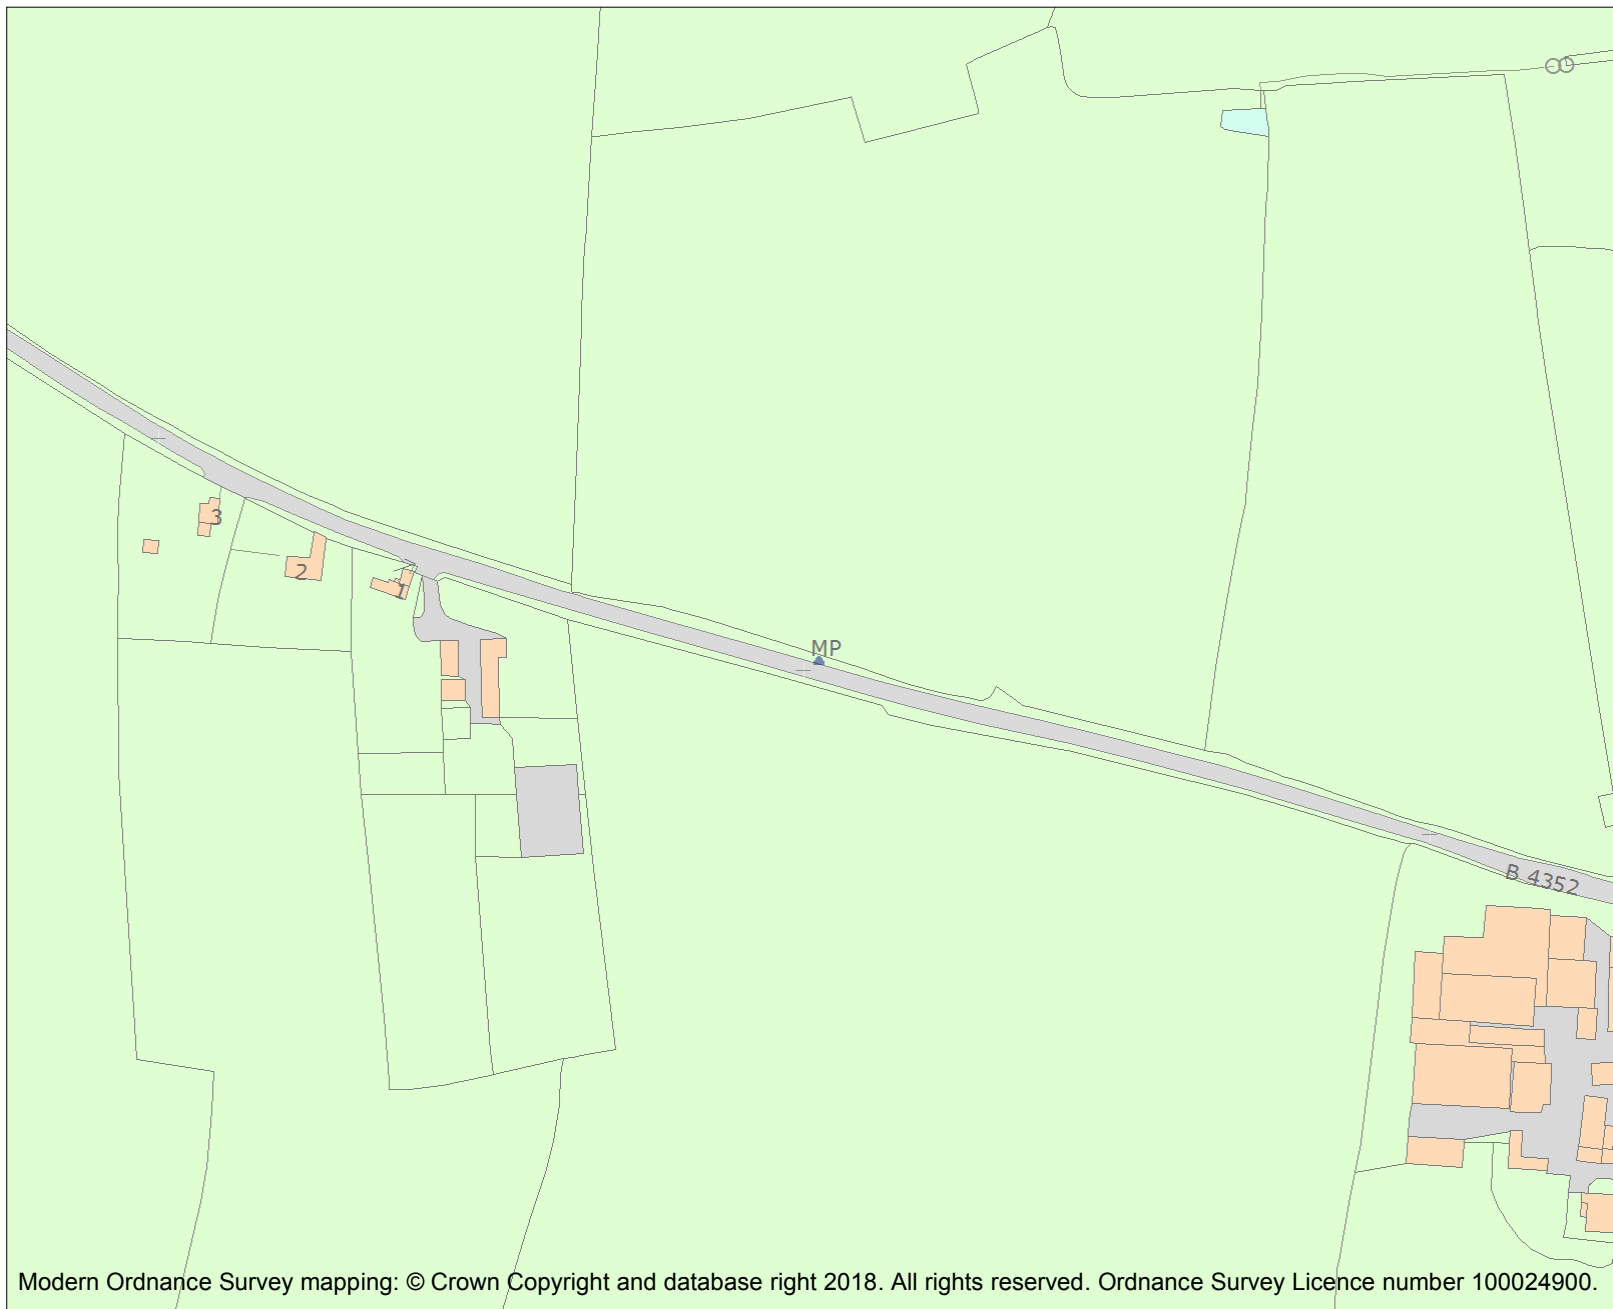 3
2
1
MP
B 4352
Modern Ordnance Survey mapping: © Crown Copyright and database right 2018. All rights reserved. Ordnance Survey Licence number 100024900.